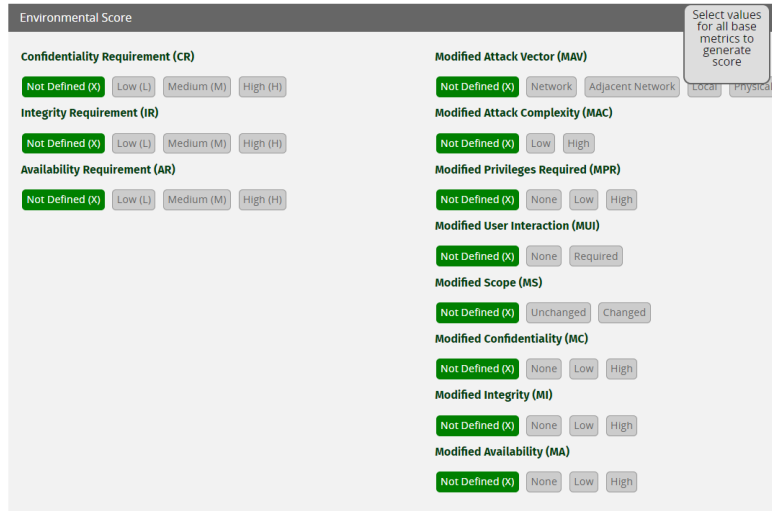 Environmental Score
Select values
for all base
metrics to
generate
score
Confidentiality Requirement (CR)
Not Defined (X) Low (L) Medium (M) High (H)
Integrity Requirement (IR)
Not Defined (X) Low (L) Medium (M) High (H)
Availability Requirement (AR)
Not Defined (X) Low (L) Medium (M) High (H)
Modified Attack Vector (MAV)
Not Defined (X) Network Adjacent Network Local Physical
Modified Attack Complexity (MAC)
Not Defined (X) Low High
Modified Privileges Required (MPR)
Not Defined (X) None Low High
Modified User Interaction (MUI)
Not Defined (X) None Required
Modified Scope (MS)
Not Defined (X) Unchanged Changed
Modified Confidentiality (MC)
Not Defined (X) None Low High
Modified Integrity (MI)
Not Defined (X) None Low High
Modified Availability (MA)
Not Defined (X) None Low High